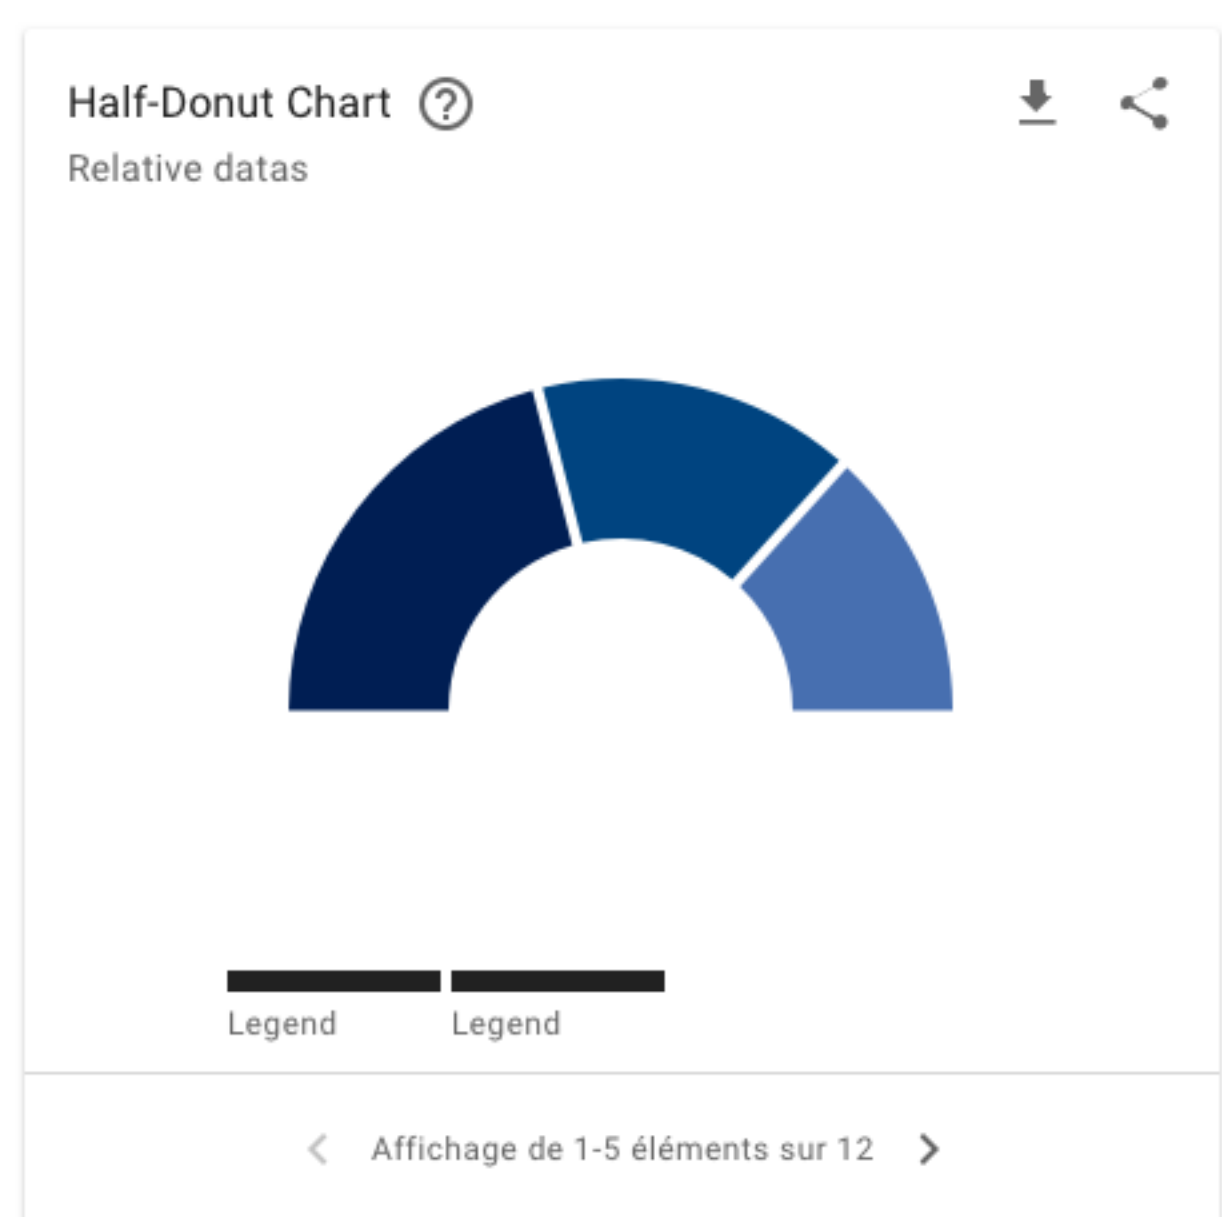 Half-Donut Chart
Relative datas
Legend Legend
Affichage de 1-5 éléments sur 12